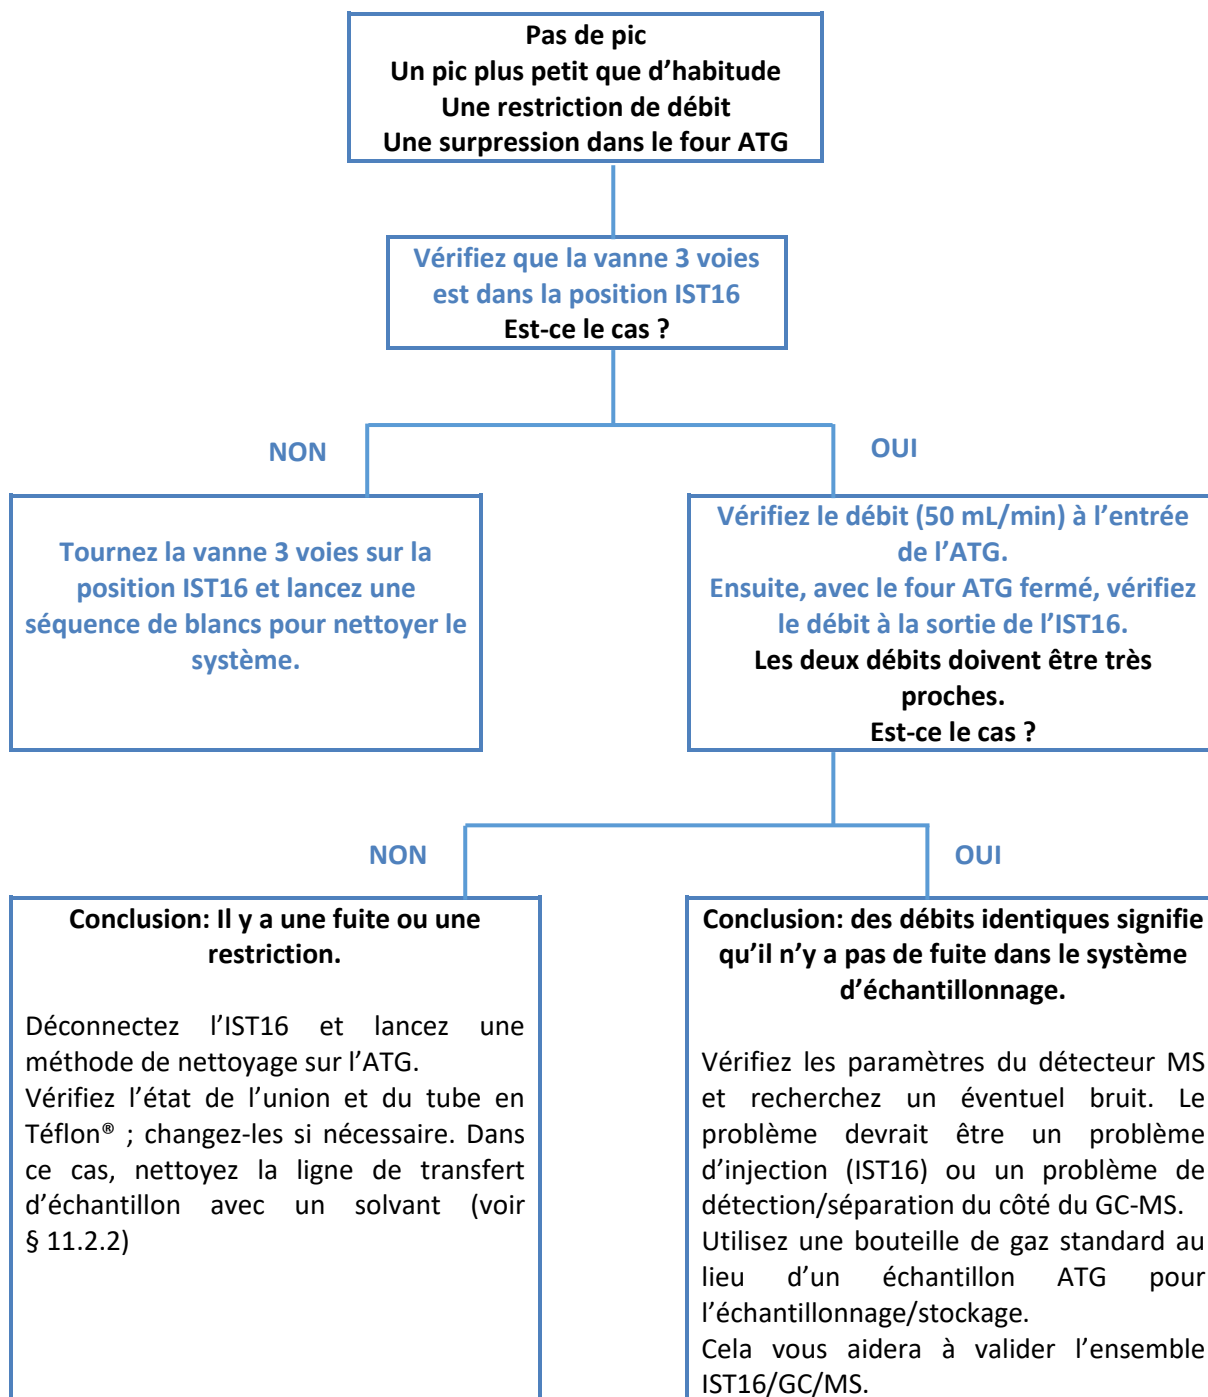 Pas de pic
Un pic plus petit que d’habitude
Une restriction de débit
Une surpression dans le four ATG
Vérifiez que la vanne 3 voies
est dans la position IST16
Est-ce le cas ?
NON
OUI
Tournez la vanne 3 voies sur la
position IST16 et lancez une
séquence de blancs pour nettoyer le
système.
Vérifiez le débit (50 mL/min) à l’entrée
de l’ATG.
Ensuite, avec le four ATG fermé, vérifiez
le débit à la sortie de l’IST16.
Les deux débits doivent être très
proches.
Est-ce le cas ?
NON
OUI
Conclusion: Il y a une fuite ou une
restriction.
Déconnectez l’IST16 et lancez une
méthode de nettoyage sur l’ATG.
Vérifiez l’état de l’union et du tube en
Téflon® ; changez-les si nécessaire. Dans
ce cas, nettoyez la ligne de transfert
d’échantillon avec un solvant (voir
§ 11.2.2)
Conclusion: des débits identiques signifie
qu’il n’y a pas de fuite dans le système
d’échantillonnage.
Vérifiez les paramètres du détecteur MS
et recherchez un éventuel bruit. Le
problème devrait être un problème
d’injection (IST16) ou un problème de
détection/séparation du côté du GC-MS.
Utilisez une bouteille de gaz standard au
lieu d’un échantillon ATG pour
l’échantillonnage/stockage.
Cela vous aidera à valider l’ensemble
IST16/GC/MS.